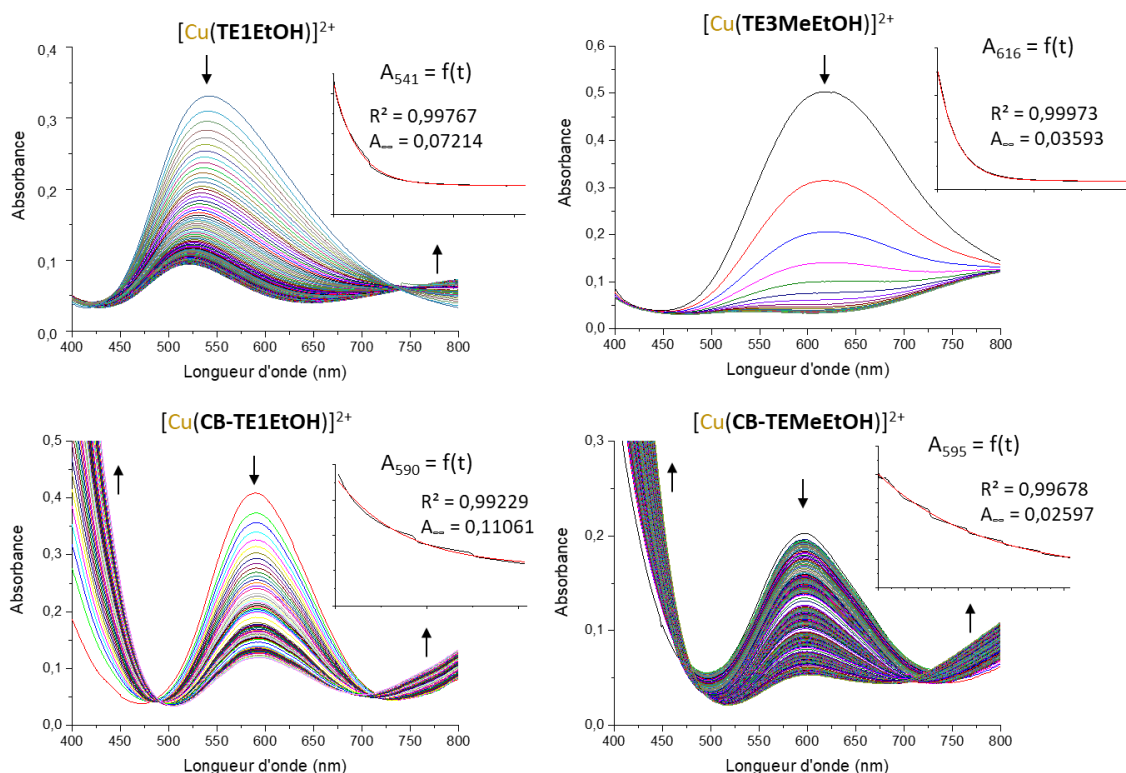 [Cu(TE1EtOH)]²⁺
A₅₄₁ = f(t)
R² = 0,99767
A∞ = 0,07214
0,4
0,3
0,2
0,1
0,0
Absorbance
400 450 500 550 600 650 700 750 800
Longueur d'onde (nm)
[Cu(TE3MeEtOH)]²⁺
A₆₁₆ = f(t)
R² = 0,99973
A∞ = 0,03593
0,6
0,5
0,4
0,3
0,2
0,1
0,0
Absorbance
400 450 500 550 600 650 700 750 800
Longueur d'onde (nm)
[Cu(CB-TE1EtOH)]²⁺
A₅₉₀ = f(t)
R² = 0,99229
A∞ = 0,11061
0,5
0,4
0,3
0,2
0,1
0,0
Absorbance
400 450 500 550 600 650 700 750 800
Longueur d'onde (nm)
[Cu(CB-TEMeEtOH)]²⁺
A₅₉₅ = f(t)
R² = 0,99678
A∞ = 0,02597
0,3
0,2
0,1
0,0
Absorbance
400 450 500 550 600 650 700 750 800
Longueur d'onde (nm)